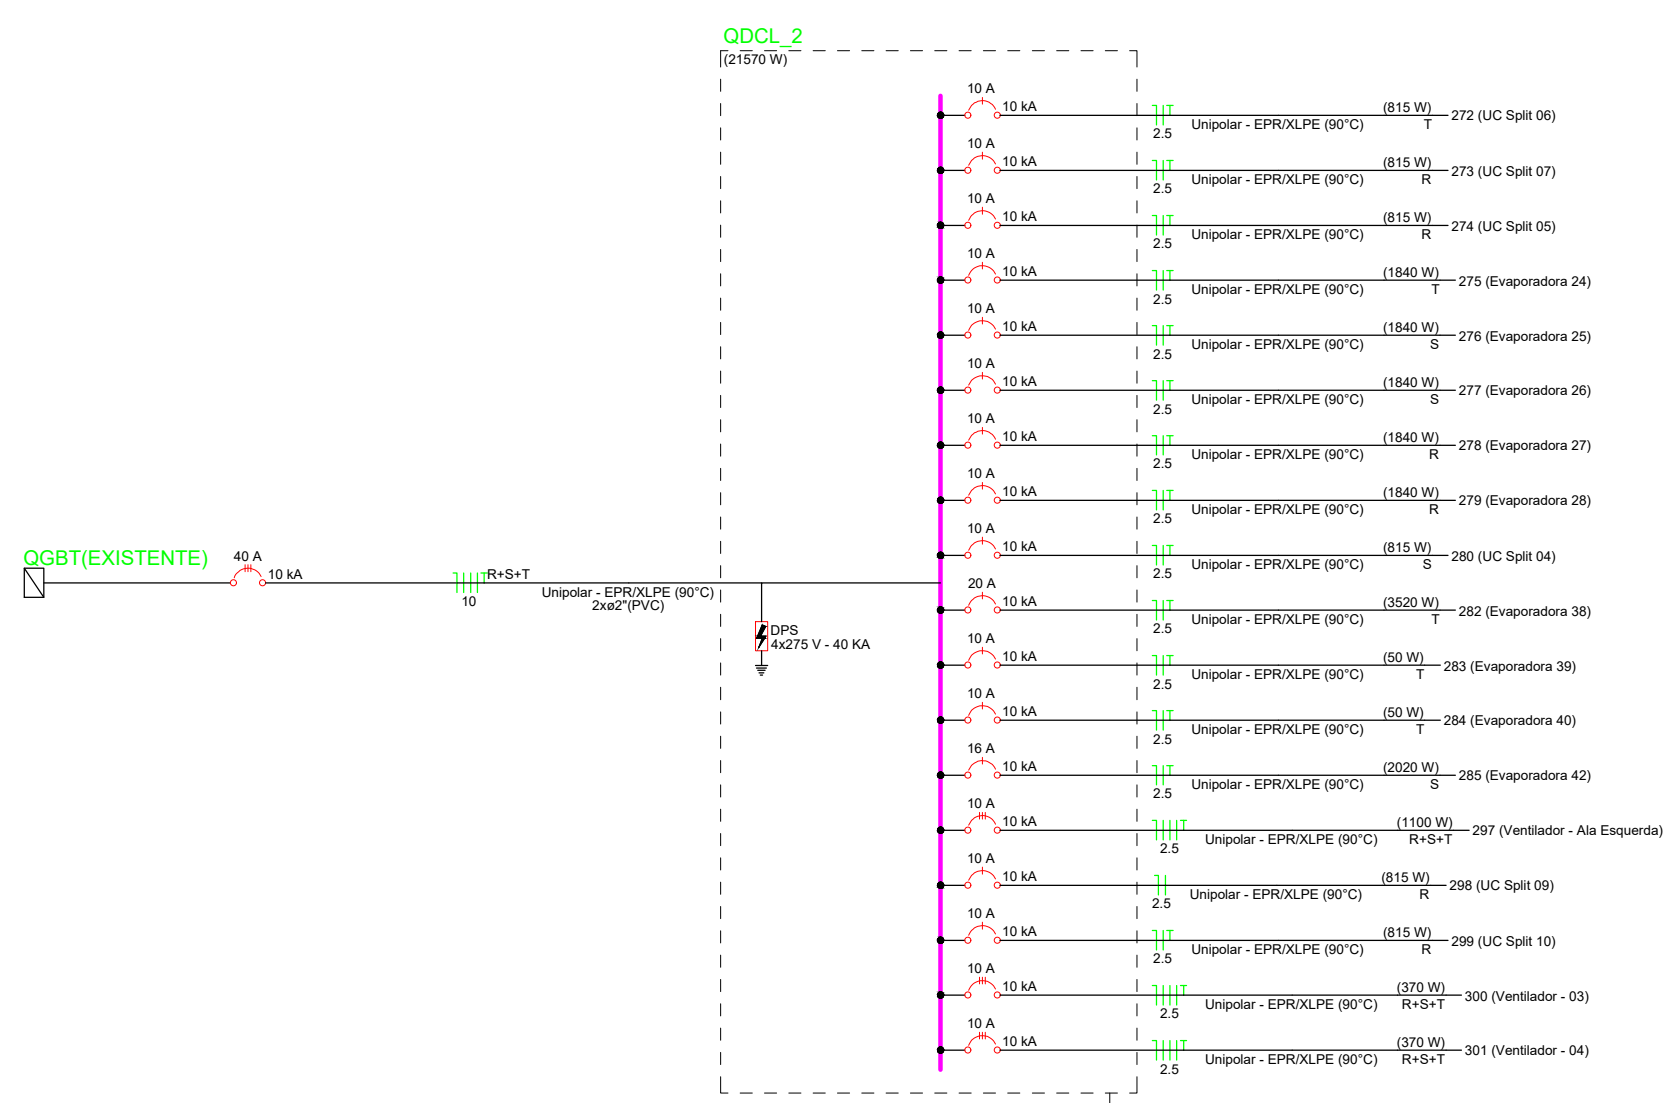 QDCL_2
(21570 W)
10 A
10 kA
2.5
Unipolar - EPR/XLPE (90°C)
(815 W)
T
272 (UC Split 06)
10 A
10 kA
2.5
Unipolar - EPR/XLPE (90°C)
(815 W)
R
273 (UC Split 07)
10 A
10 kA
2.5
Unipolar - EPR/XLPE (90°C)
(815 W)
R
274 (UC Split 05)
10 A
10 kA
2.5
Unipolar - EPR/XLPE (90°C)
(1840 W)
T
275 (Evaporadora 24)
10 A
10 kA
2.5
Unipolar - EPR/XLPE (90°C)
(1840 W)
S
276 (Evaporadora 25)
10 A
10 kA
2.5
Unipolar - EPR/XLPE (90°C)
(1840 W)
S
277 (Evaporadora 26)
10 A
10 kA
2.5
Unipolar - EPR/XLPE (90°C)
(1840 W)
R
278 (Evaporadora 27)
10 A
10 kA
2.5
Unipolar - EPR/XLPE (90°C)
(1840 W)
R
279 (Evaporadora 28)
10 A
10 kA
2.5
Unipolar - EPR/XLPE (90°C)
(815 W)
S
280 (UC Split 04)
QGBT(EXISTENTE)
40 A
10 kA
10
R+S+T
Unipolar - EPR/XLPE (90°C)
2xø2"(PVC)
DPS
4x275 V - 40 KA
20 A
10 kA
2.5
Unipolar - EPR/XLPE (90°C)
(3520 W)
T
282 (Evaporadora 38)
10 A
10 kA
2.5
Unipolar - EPR/XLPE (90°C)
(50 W)
T
283 (Evaporadora 39)
10 A
10 kA
2.5
Unipolar - EPR/XLPE (90°C)
(50 W)
T
284 (Evaporadora 40)
16 A
10 kA
2.5
Unipolar - EPR/XLPE (90°C)
(2020 W)
S
285 (Evaporadora 42)
10 A
10 kA
2.5
Unipolar - EPR/XLPE (90°C)
(1100 W)
R+S+T
297 (Ventilador - Ala Esquerda)
10 A
10 kA
2.5
Unipolar - EPR/XLPE (90°C)
(815 W)
R
298 (UC Split 09)
10 A
10 kA
2.5
Unipolar - EPR/XLPE (90°C)
(815 W)
R
299 (UC Split 10)
10 A
10 kA
2.5
Unipolar - EPR/XLPE (90°C)
(370 W)
R+S+T
300 (Ventilador - 03)
10 A
10 kA
2.5
Unipolar - EPR/XLPE (90°C)
(370 W)
R+S+T
301 (Ventilador - 04)